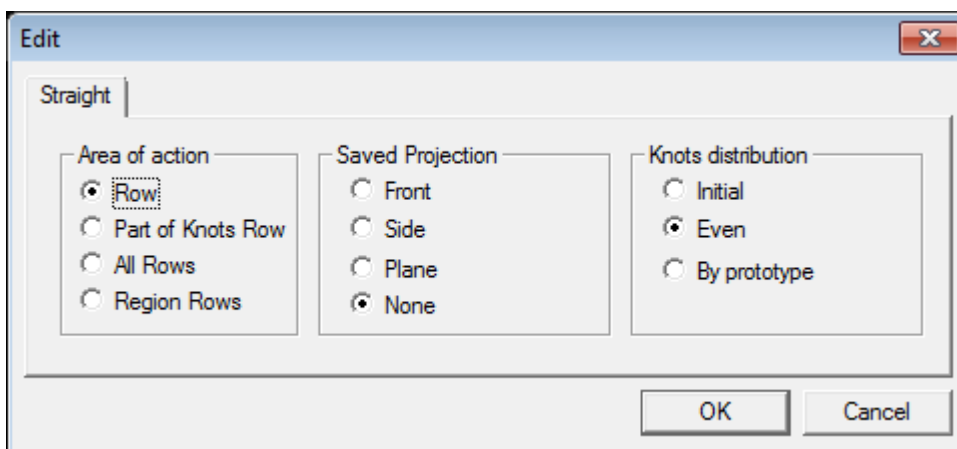 Edit
Straight
Area of action
Row
Part of Knots Row
All Rows
Region Rows
Saved Projection
Front
Side
Plane
None
Knots distribution
Initial
Even
By prototype
OK
Cancel